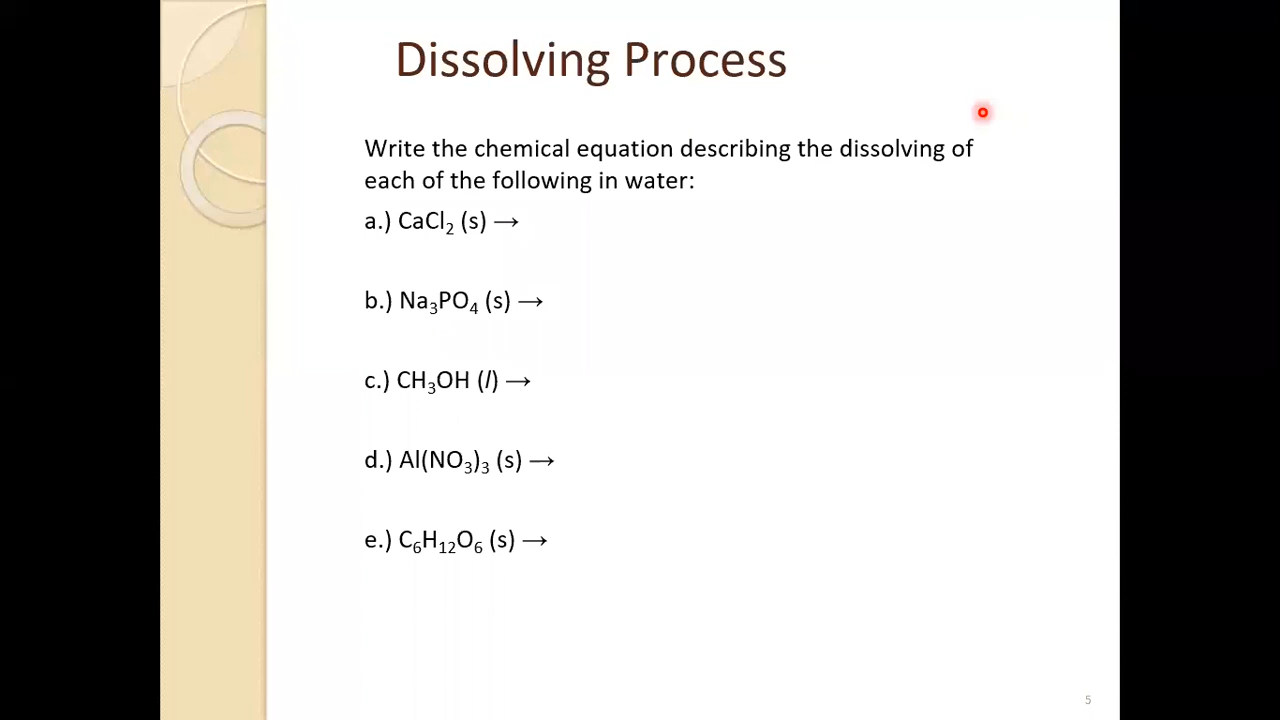 Dissolving Process
Write the chemical equation describing the dissolving of
each of the following in water:
a.) CaCl₂ (s) →
b.) Na₃PO₄ (s) →
c.) CH₃OH (l) →
d.) Al(NO₃)₃ (s) →
e.) C₆H₁₂O₆ (s) →
5